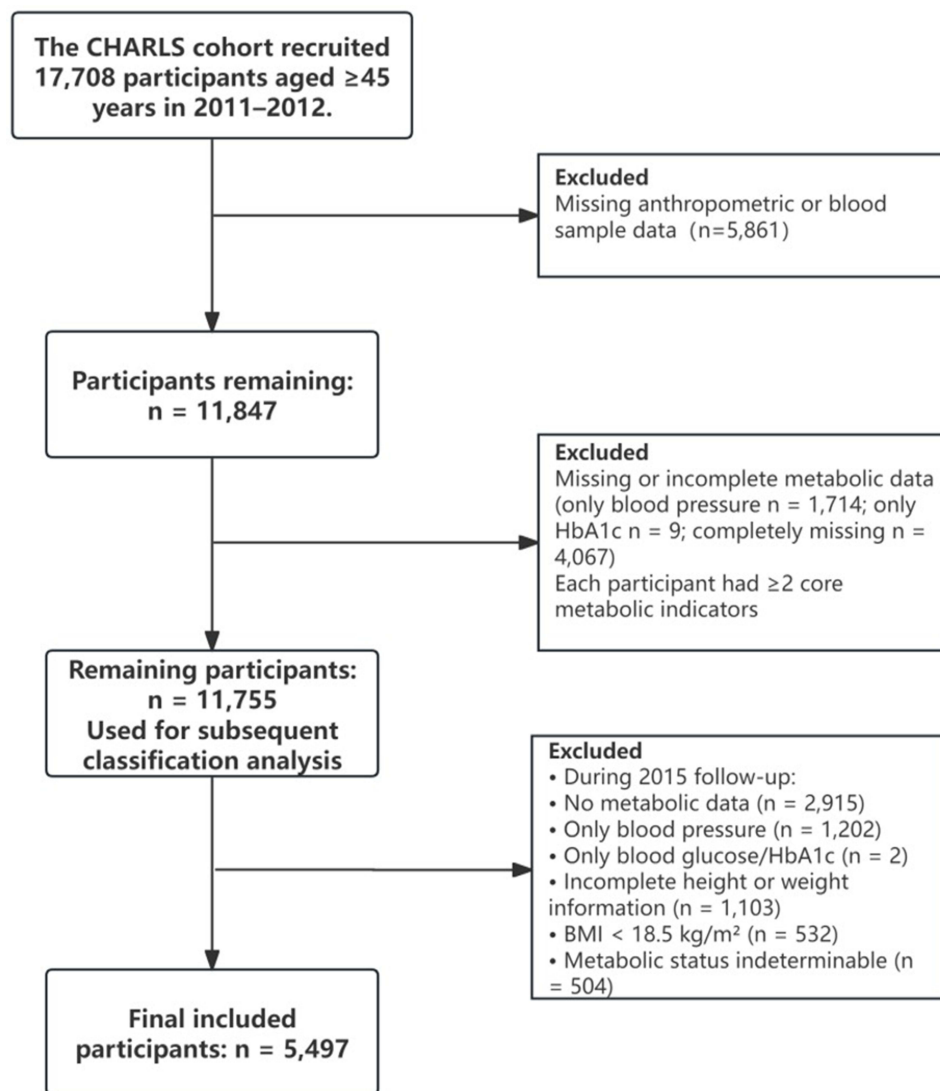 The CHARLS cohort recruited
17,708 participants aged ≥45
years in 2011–2012.
Excluded
Missing anthropometric or blood
sample data（n=5,861）
Participants remaining:
n = 11,847
Excluded
Missing or incomplete metabolic data
(only blood pressure n = 1,714; only
HbA1c n = 9; completely missing n =
4,067)
Each participant had ≥2 core
metabolic indicators
Remaining participants:
n = 11,755
Used for subsequent
classification analysis
Excluded
• During 2015 follow-up:
• No metabolic data (n = 2,915)
• Only blood pressure (n = 1,202)
• Only blood glucose/HbA1c (n = 2)
• Incomplete height or weight
information (n = 1,103)
• BMI < 18.5 kg/m² (n = 532)
• Metabolic status indeterminable (n
= 504)
Final included
participants: n = 5,497